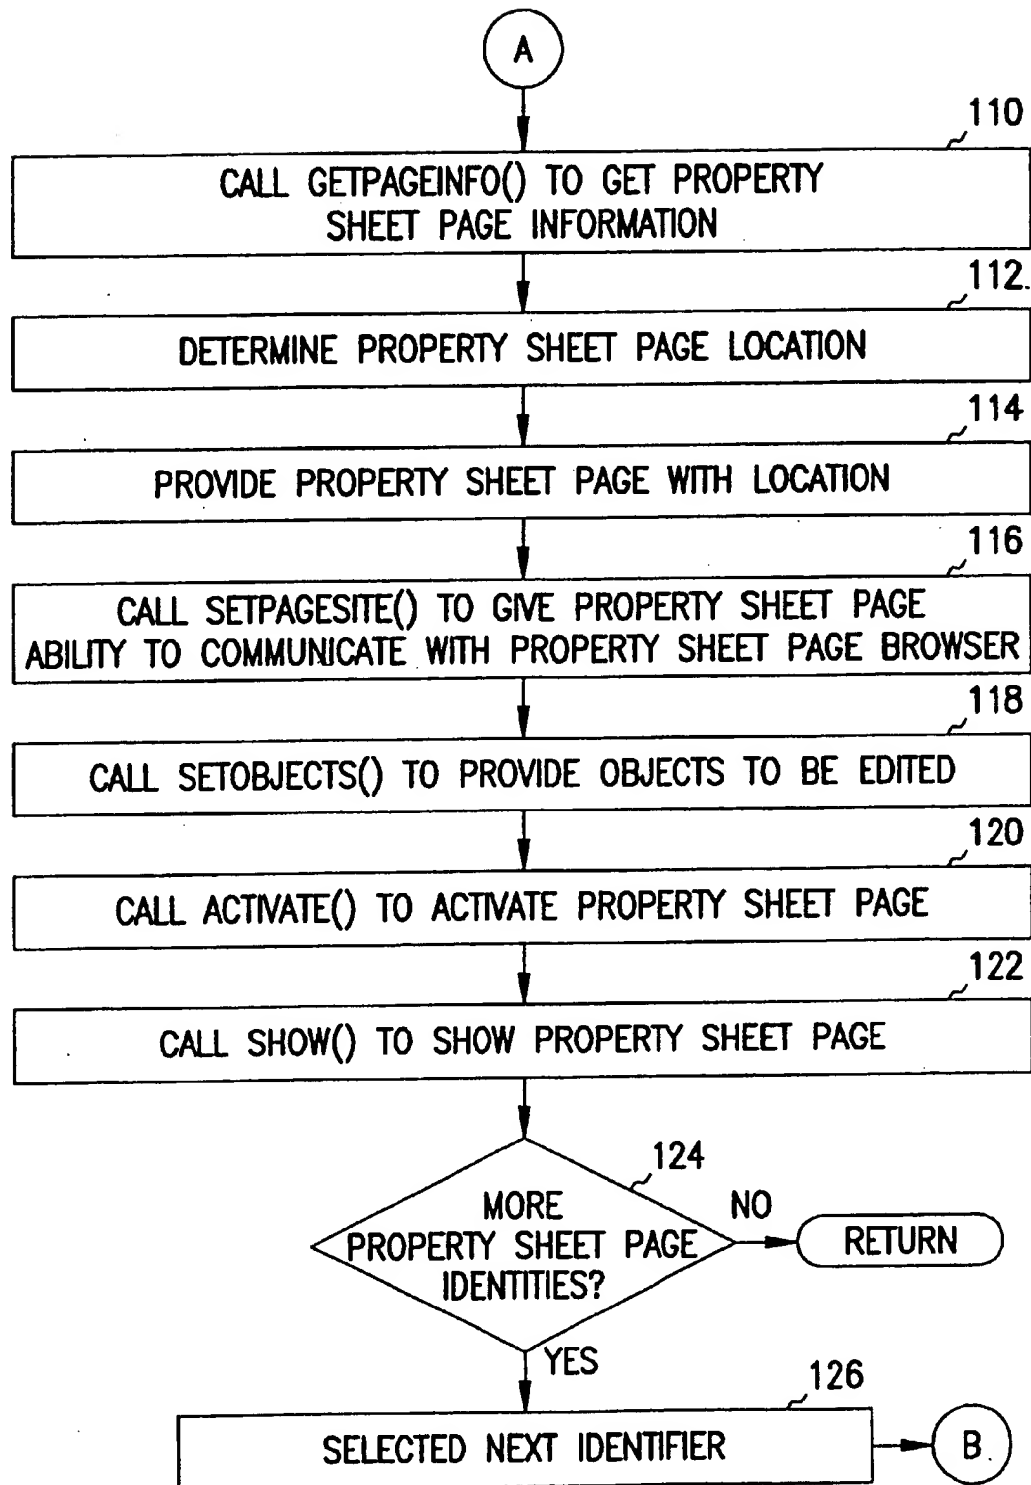 A
110
CALL GETPAGEINFO() TO GET PROPERTY
SHEET PAGE INFORMATION
112
DETERMINE PROPERTY SHEET PAGE LOCATION
114
PROVIDE PROPERTY SHEET PAGE WITH LOCATION
116
CALL SETPAGESITE() TO GIVE PROPERTY SHEET PAGE
ABILITY TO COMMUNICATE WITH PROPERTY SHEET PAGE BROWSER
118
CALL SETOBJECTS() TO PROVIDE OBJECTS TO BE EDITED
120
CALL ACTIVATE() TO ACTIVATE PROPERTY SHEET PAGE
122
CALL SHOW() TO SHOW PROPERTY SHEET PAGE
124
MORE
PROPERTY SHEET PAGE
IDENTITIES?
NO
RETURN
YES
126
SELECTED NEXT IDENTIFIER
B